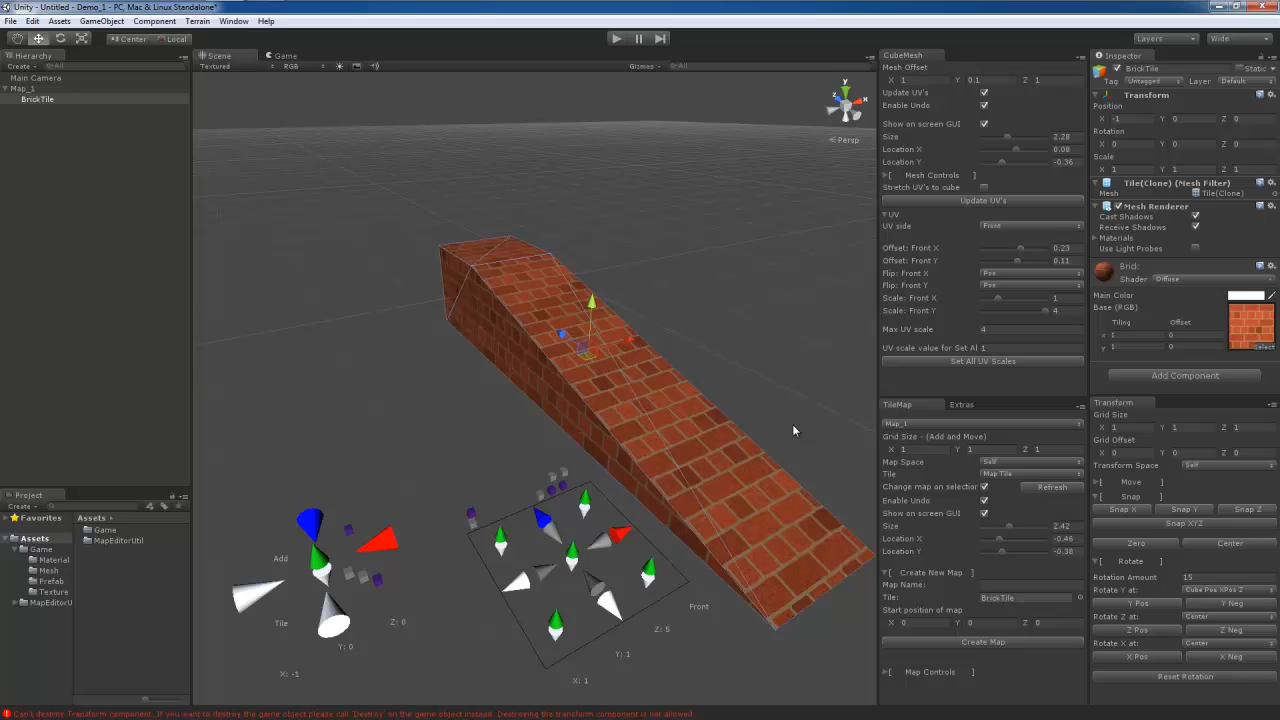 Unity - Untitled - Demo_1 - PC, Mac & Linux Standalone*
File Edit Assets GameObject Component Terrain Window Help
Center Local
Layers Wide
Hierarchy
Create All
Main Camera
Map_1
BrickTile
Scene Game
Textured RGB Gizmos All
y
x
z
Persp
Add
Tile
X: -1
Y: 0
Z: 0
Front
Z: 5
Y: 1
X: 1
Project
Create
Favorites
Assets
Game
Material
Mesh
Prefab
Texture
MapEditorU
Assets
Game
MapEditorUtil
CubeMesh
Mesh Offset
X 1 Y 0.1 Z 1
Update UV's
Enable Undo
Show on screen GUI
Size 2.28
Location X 0.08
Location Y -0.36
[ Mesh Controls ]
Stretch UV's to cube
Update UV's
UV
UV side Front
Offset: Front X 0.23
Offset: Front Y 0.11
Flip: Front X Pos
Flip: Front Y Pos
Scale: Front X 1
Scale: Front Y 4
Max UV scale 4
UV scale value for Set Al 1
Set All UV Scales
TileMap Extras
Map_1
Grid Size - (Add and Move)
X 1 Y 1 Z 1
Map Space Self
Tile Map Tile
Change map on selection Refresh
Enable Undo
Show on screen GUI
Size 2.42
Location X -0.46
Location Y -0.38
[ Create New Map ]
Map Name:
Tile: BrickTile
Start position of map
X 0 Y 0 Z 0
Create Map
[ Map Controls ]
Inspector
BrickTile Static
Tag Untagged Layer Default
Transform
Position
X -1 Y 0 Z 0
Rotation
X 0 Y 0 Z 0
Scale
X 1 Y 1 Z 1
Tile(Clone) (Mesh Filter)
Mesh Tile(Clone)
Mesh Renderer
Cast Shadows
Receive Shadows
Materials
Use Light Probes
Brick
Shader Diffuse
Main Color
Base (RGB)
Tiling Offset
x 1 0
y 1 0
Select
Add Component
Transform
Grid Size
X 1 Y 1 Z 1
Grid Offset
X 0 Y 0 Z 0
Transform Space Self
[ Move ]
[ Snap ]
Snap X Snap Y Snap Z
Snap XYZ
Zero Center
[ Rotate ]
Rotation Amount 15
Rotate Y at: Cube Pos XPos Z
Y Pos Y Neg
Rotate Z at: Center
Z Pos Z Neg
Rotate X at: Center
X Pos X Neg
Reset Rotation
Can't destroy Transform component. If you want to destroy the game object please call 'Destroy' on the game object instead. Destroying the transform component is not allowed